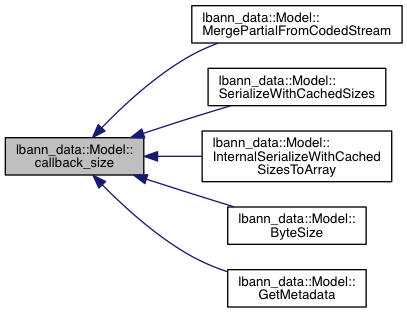 lbann_data::Model::
callback_size
lbann_data::Model::
MergePartialFromCodedStream
lbann_data::Model::
SerializeWithCachedSizes
lbann_data::Model::
InternalSerializeWithCached
SizesToArray
lbann_data::Model::
ByteSize
lbann_data::Model::
GetMetadata